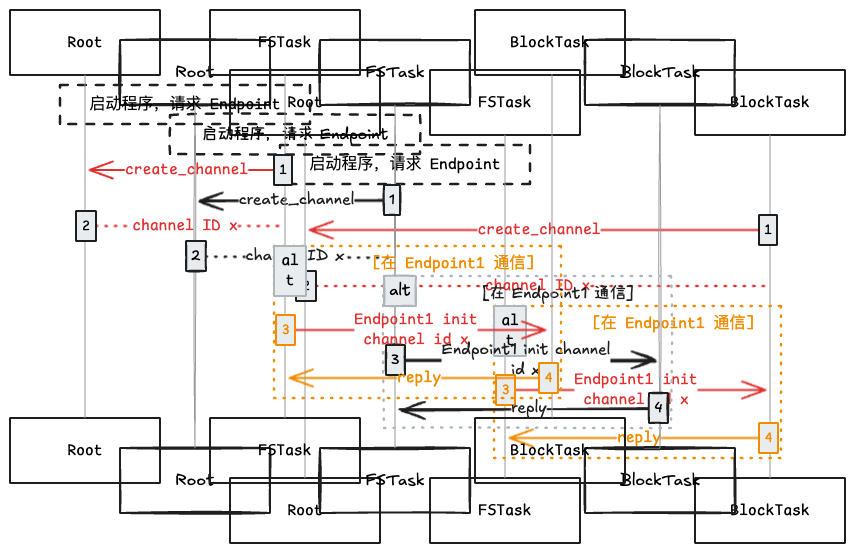 Root
FSTask
BlockTask
Root
FSTask
BlockTask
Root
FSTask
BlockTask
启动程序，请求 Endpoint
启动程序，请求 Endpoint
启动程序，请求 Endpoint
create_channel
1
create_channel
1
channel ID x
2
create_channel
1
ID x
2
alt
[在 Endpoint1 通信]
channel ID x
2
alt
[在 Endpoint1 通信]
alt
[在 Endpoint1 通信]
3
Endpoint1 init
channel id x
3
Endpoint1 init channel
id x
reply
4
3
Endpoint1 init
channel
x
reply
4
reply
4
Root
FSTask
BlockTask
Root
FSTask
BlockTask
Root
FSTask
BlockTask